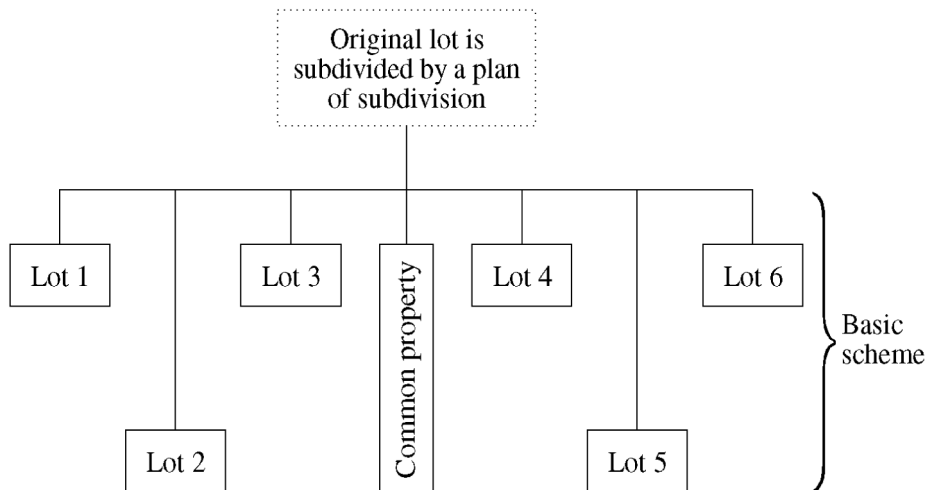 Original lot is
subdivided by a plan
of subdivision
Lot 1
Lot 3
Common property
Lot 4
Lot 6
Basic
scheme
Lot 2
Lot 5